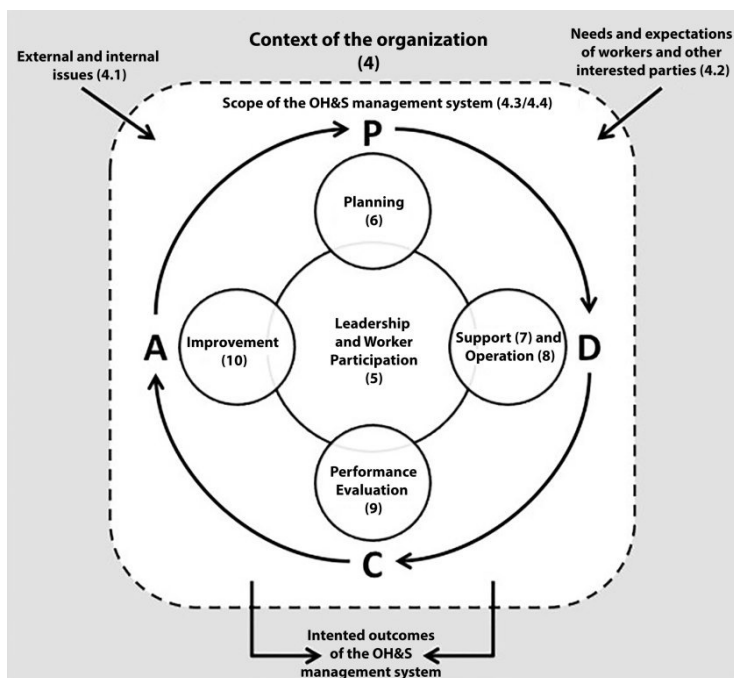 Context of the organization
(4)
External and internal
issues (4.1)
Needs and expectations
of workers and other
interested parties (4.2)
Scope of the OH&S management system (4.3/4.4)
P
Planning
(6)
A
Improvement
(10)
Leadership
and Worker
Participation
(5)
Support (7) and
Operation (8)
D
Performance
Evaluation
(9)
C
Intented outcomes
of the OH&S
management system